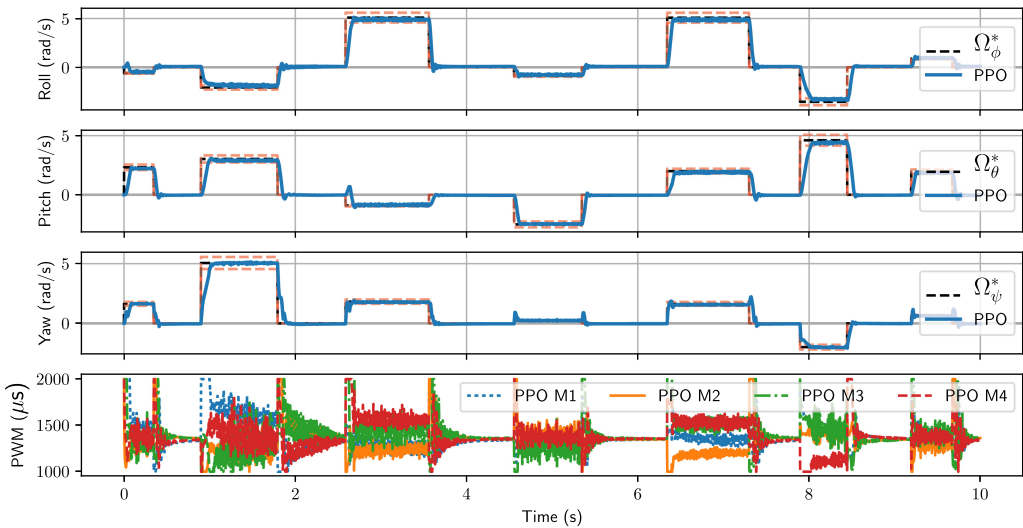 5
0
Roll (rad/s)
Ω*ϕ
PPO
5
0
Pitch (rad/s)
Ω*θ
PPO
5
0
Yaw (rad/s)
Ω*ψ
PPO
2000
1500
1000
PWM (μs)
PPO M1 PPO M2 PPO M3 PPO M4
0 2 4 6 8 10
Time (s)